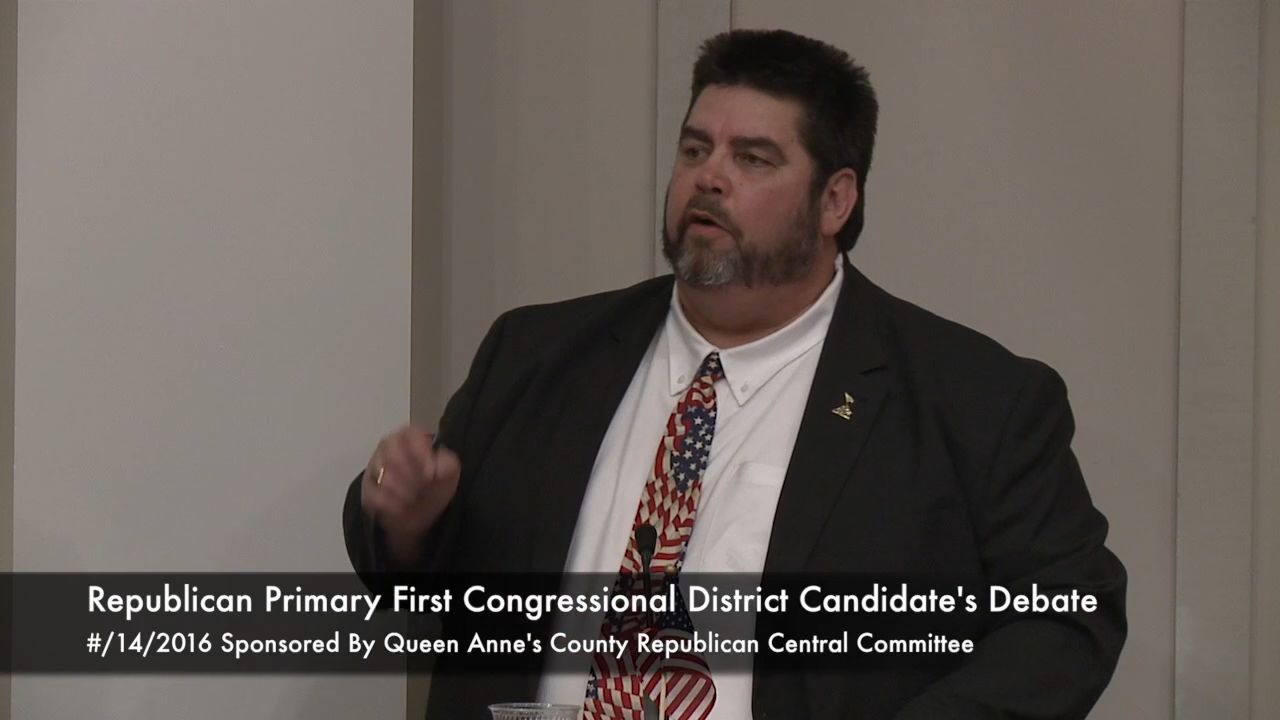 Republican Primary First Congressional District Candidate's Debate
#/14/2016 Sponsored By Queen Anne's County Republican Central Committee